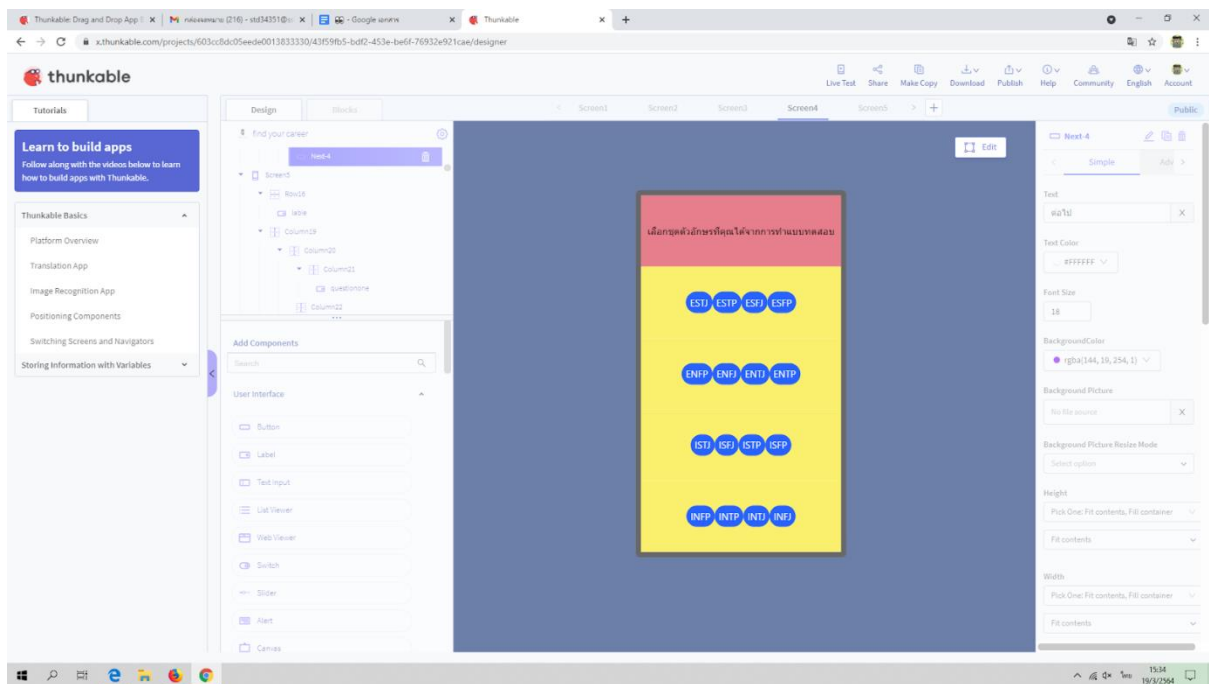 Thunkable: Drag and Drop App
(216) - std34351@
- Google
Thunkable
x.thunkable.com/projects/603cc8dc05eede0013833330/43f59fb5-bdf2-453e-be6f-76932e921cae/designer
thunkable
Live Test Share Make Copy Download Publish Help Community English Account
Tutorials
Design Blocks
Screen1 Screen2 Screen3 Screen4 Screen5
Public
Learn to build apps
Follow along with the videos below to learn
how to build apps with Thunkable.
Thunkable Basics
Platform Overview
Translation App
Image Recognition App
Positioning Components
Switching Screens and Navigators
Storing Information with Variables
find your career
Next-4
Screen5
Row16
lable
Column19
Column20
Column21
questionone
Column22
Add Components
Search
User Interface
Button
Label
Text Input
List Viewer
Web Viewer
Switch
Slider
Alert
Canvas
Edit
เลือกชุดตัวอักษรที่คุณได้จากการทำแบบทดสอบ
ESTJ ESTP ESFJ ESFP
ENFP ENFJ ENTJ ENTP
ISTJ ISFJ ISTP ISFP
INFP INTP INTJ INFJ
Next-4
Simple Adv
Text
ต่อไป
Text Color
#FFFFFF
Font Size
18
BackgroundColor
rgba(144, 19, 254, 1)
Background Picture
No file source
Background Picture Resize Mode
Select option
Height
Pick One: Fit contents, Fill container
Fit contents
Width
Pick One: Fit contents, Fill container
Fit contents
ไทย
15:34
19/3/2564